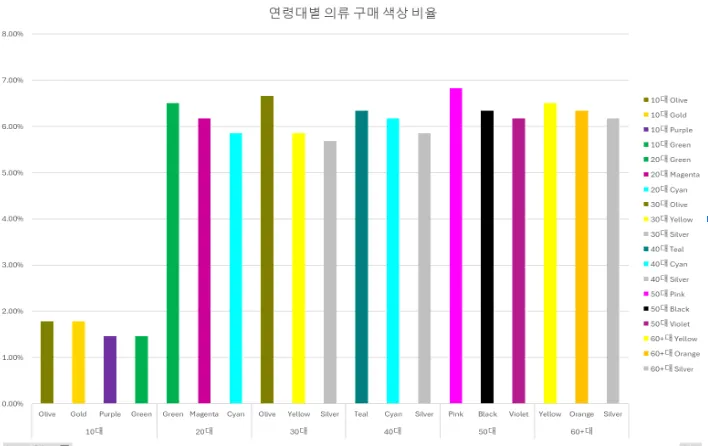 연령대별 의류 구매 색상 비율
8.00%
7.00%
6.00%
5.00%
4.00%
3.00%
2.00%
1.00%
0.00%
Olive Gold Purple Green Green Magenta Cyan Olive Yellow Silver Teal Cyan Silver Pink Black Violet Yellow Orange Silver
10대 20대 30대 40대 50대 60+대
10대 Olive
10대 Gold
10대 Purple
10대 Green
20대 Green
20대 Magenta
20대 Cyan
30대 Olive
30대 Yellow
30대 Silver
40대 Teal
40대 Cyan
40대 Silver
50대 Pink
50대 Black
50대 Violet
60+대 Yellow
60+대 Orange
60+대 Silver